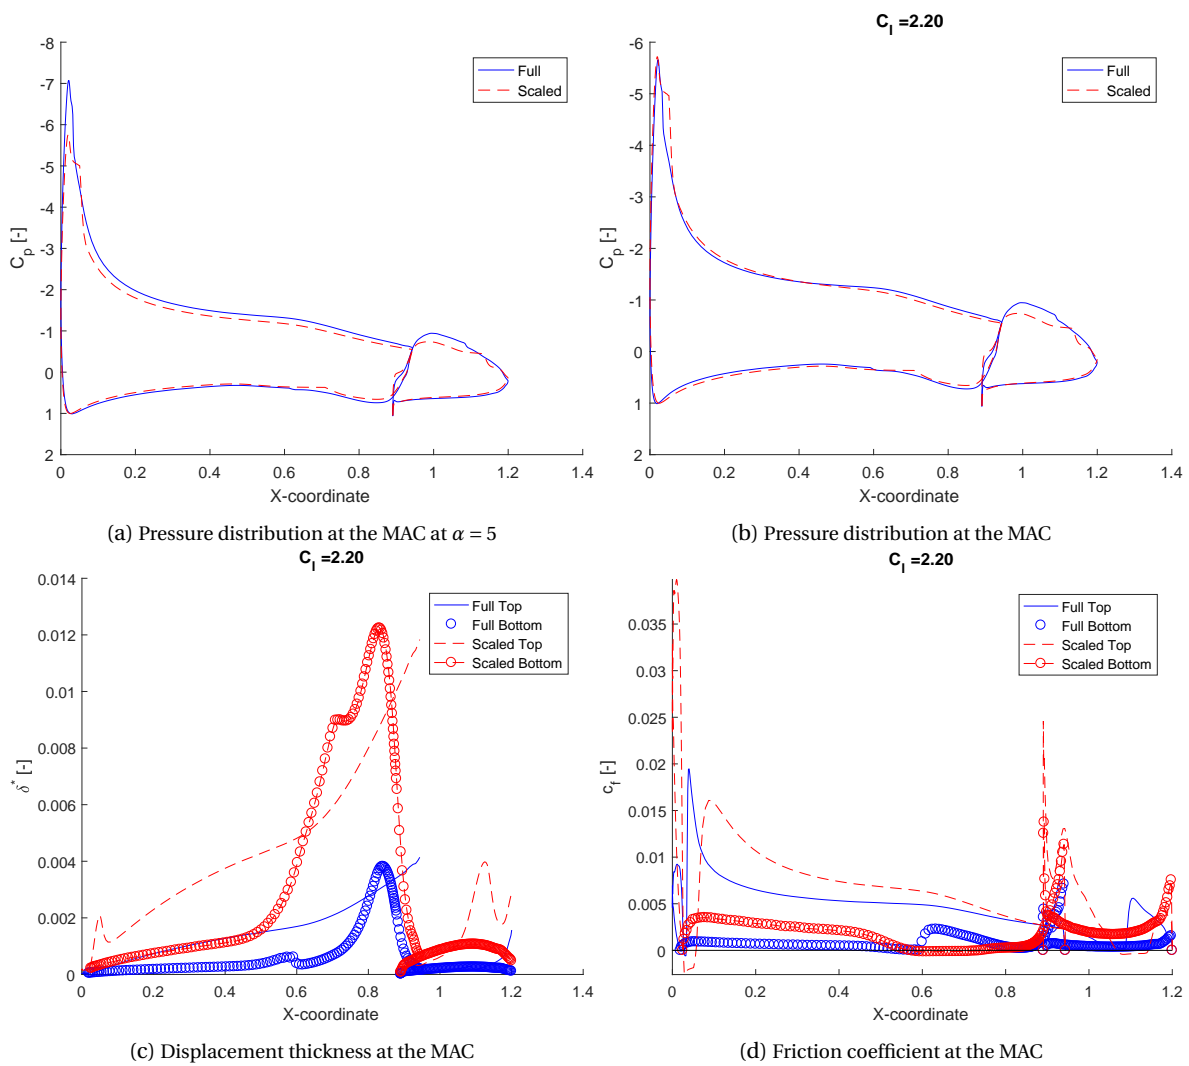 -8
-7
-6
-5
-4
-3
-2
-1
0
1
2
C_p [-]
0 0.2 0.4 0.6 0.8 1 1.2 1.4
X-coordinate
Full
Scaled
(a) Pressure distribution at the MAC at α = 5
C_l =2.20
-6
-5
-4
-3
-2
-1
0
1
2
C_p [-]
0 0.2 0.4 0.6 0.8 1 1.2 1.4
X-coordinate
Full
Scaled
(b) Pressure distribution at the MAC
C_l =2.20
0.014
0.012
0.01
0.008
0.006
0.004
0.002
0
δ* [-]
0 0.2 0.4 0.6 0.8 1 1.2 1.4
X-coordinate
Full Top
Full Bottom
Scaled Top
Scaled Bottom
(c) Displacement thickness at the MAC
C_l =2.20
0.035
0.03
0.025
0.02
0.015
0.01
0.005
0
c_f [-]
0 0.2 0.4 0.6 0.8 1 1.2
X-coordinate
Full Top
Full Bottom
Scaled Top
Scaled Bottom
(d) Friction coefficient at the MAC